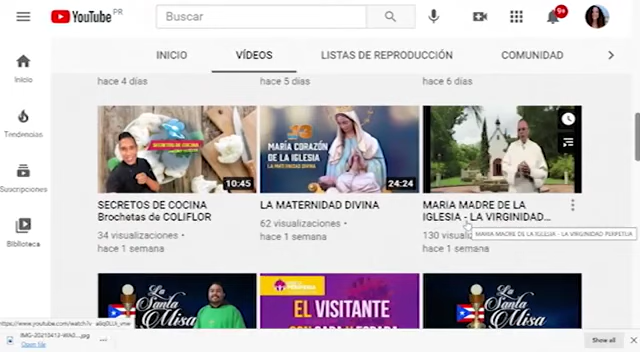 YouTube PR
Buscar
9+
INICIO
VÍDEOS
LISTAS DE REPRODUCCIÓN
COMUNIDAD
Inicio
Tendencias
Suscripciones
Biblioteca
hace 4 días
hace 5 días
hace 6 días
SECRETOS DE COCINA
10:45
MARÍA CORAZÓN
DE LA IGLESIA
LA MATERNIDAD DIVINA
24:24
SECRETOS DE COCINA
Brochetas de COLIFLOR
34 visualizaciones •
hace 1 semana
LA MATERNIDAD DIVINA
62 visualizaciones •
hace 1 semana
MARIA MADRE DE LA
IGLESIA - LA VIRGINIDAD...
130 visuali
hace 1 semana
MARIA MADRE DE LA IGLESIA - LA VIRGINIDAD PERPETUA
La Santa
Misa
EL VISITANTE
La Santa
Misa
Open file
Show all